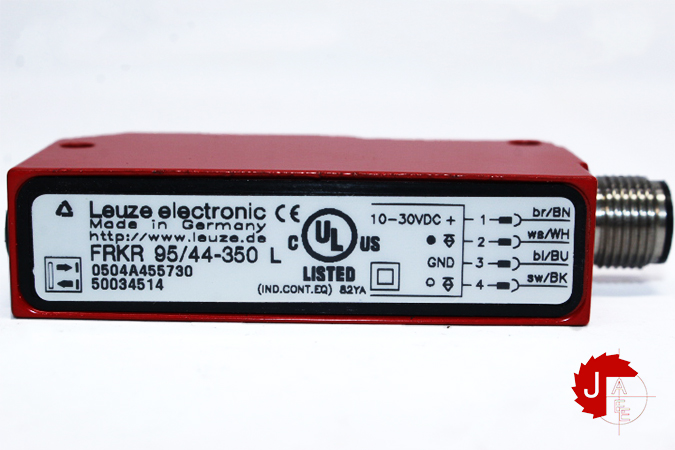 Leuze electronic CE
Made in Germany
http://www.leuze.de
FRKR 95/44-350 L
0504A455730
50034514
C UL US
LISTED
(IND.CONT.EQ) 82YA
10-30VDC + 1 br/BN
2 ws/WH
GND 3 bl/BU
4 sw/BK
J
A